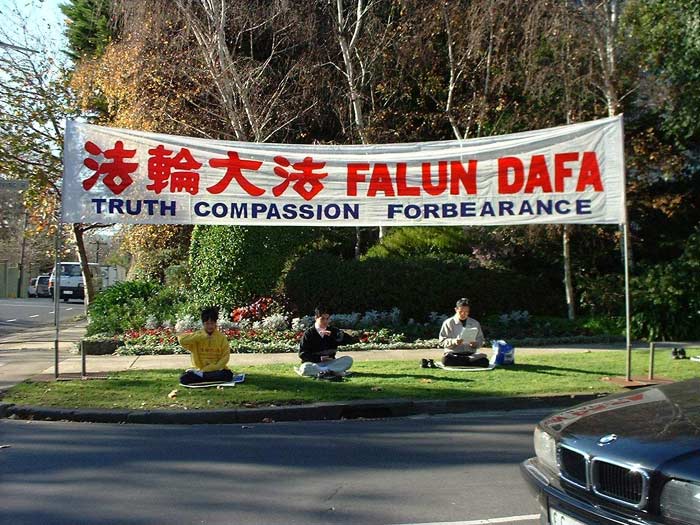 法輪大法 FALUN DAFA
TRUTH COMPASSION FORBEARANCE